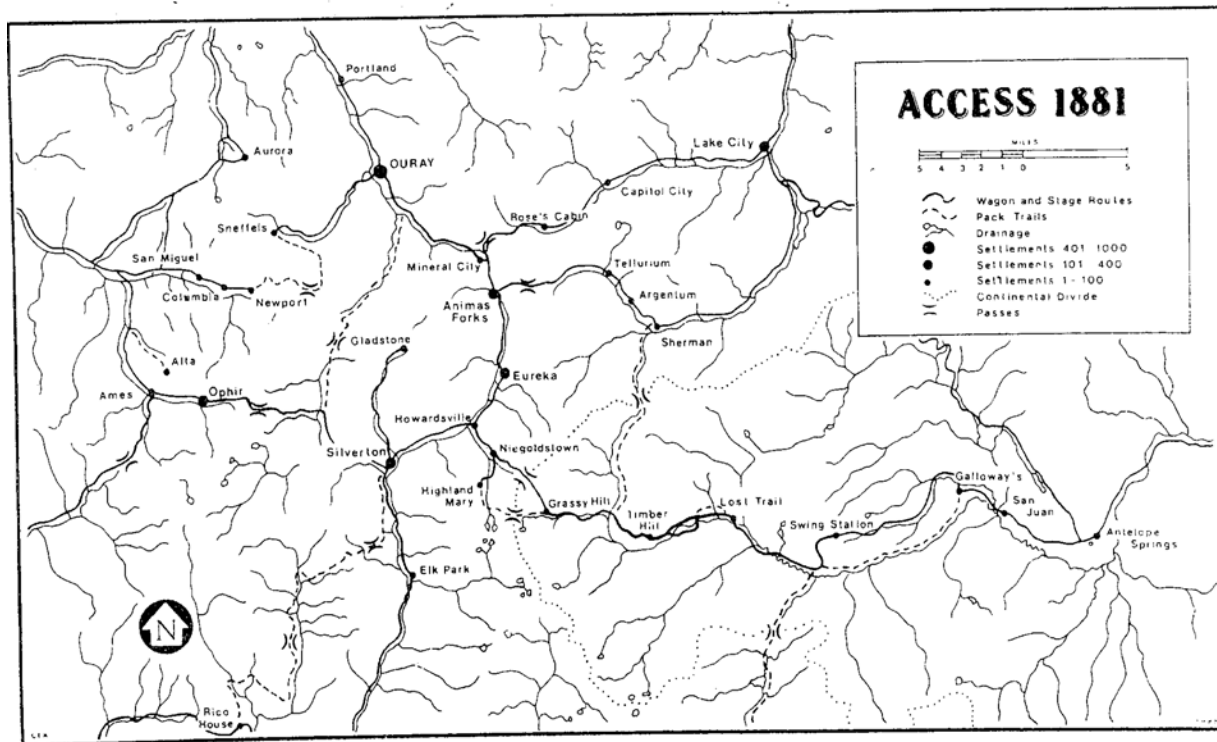 Portland
Aurora
OURAY
Lake City
Capitol City
Rose's Cabin
Sneffels
San Miguel
Mineral City
Tellurium
Columbia
Newport
Animas
Forks
Argentum
Gladstone
Sherman
Alta
Eureka
Ames
Ophir
Howardsville
Niegoldstown
Silverton
Highland
Mary
Grassy Hill
Timber
Hill
Lost Trail
Swing Station
Galloway's
San
Juan
Antelope
Springs
Elk Park
N
Rico
House
ACCESS 1881
MILES
5 4 3 2 1 0 5
Wagon and Stage Routes
Pack Trails
Drainage
Settlements 401 - 1000
Settlements 101 - 400
Settlements 1 - 100
Continental Divide
Passes